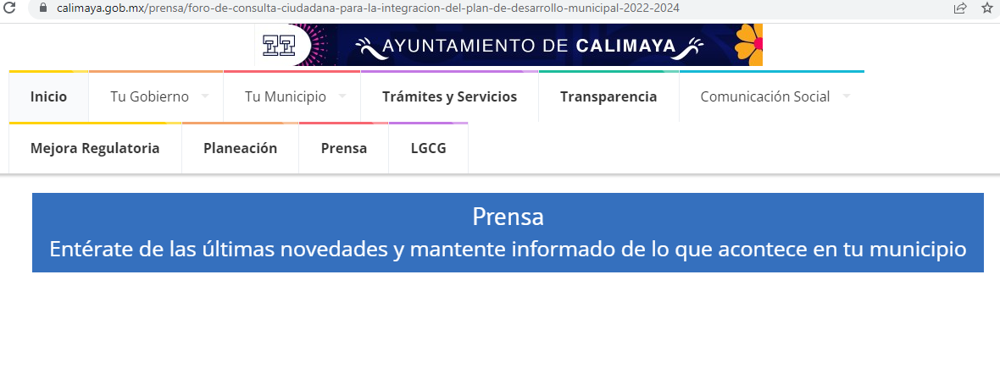 calimaya.gob.mx/prensa/foro-de-consulta-ciudadana-para-la-integracion-del-plan-de-desarrollo-municipal-2022-2024
AYUNTAMIENTO DE CALIMAYA
Inicio Tu Gobierno Tu Municipio Trámites y Servicios Transparencia Comunicación Social
Mejora Regulatoria Planeación Prensa LGCG
Prensa
Entérate de las últimas novedades y mantente informado de lo que acontece en tu municipio